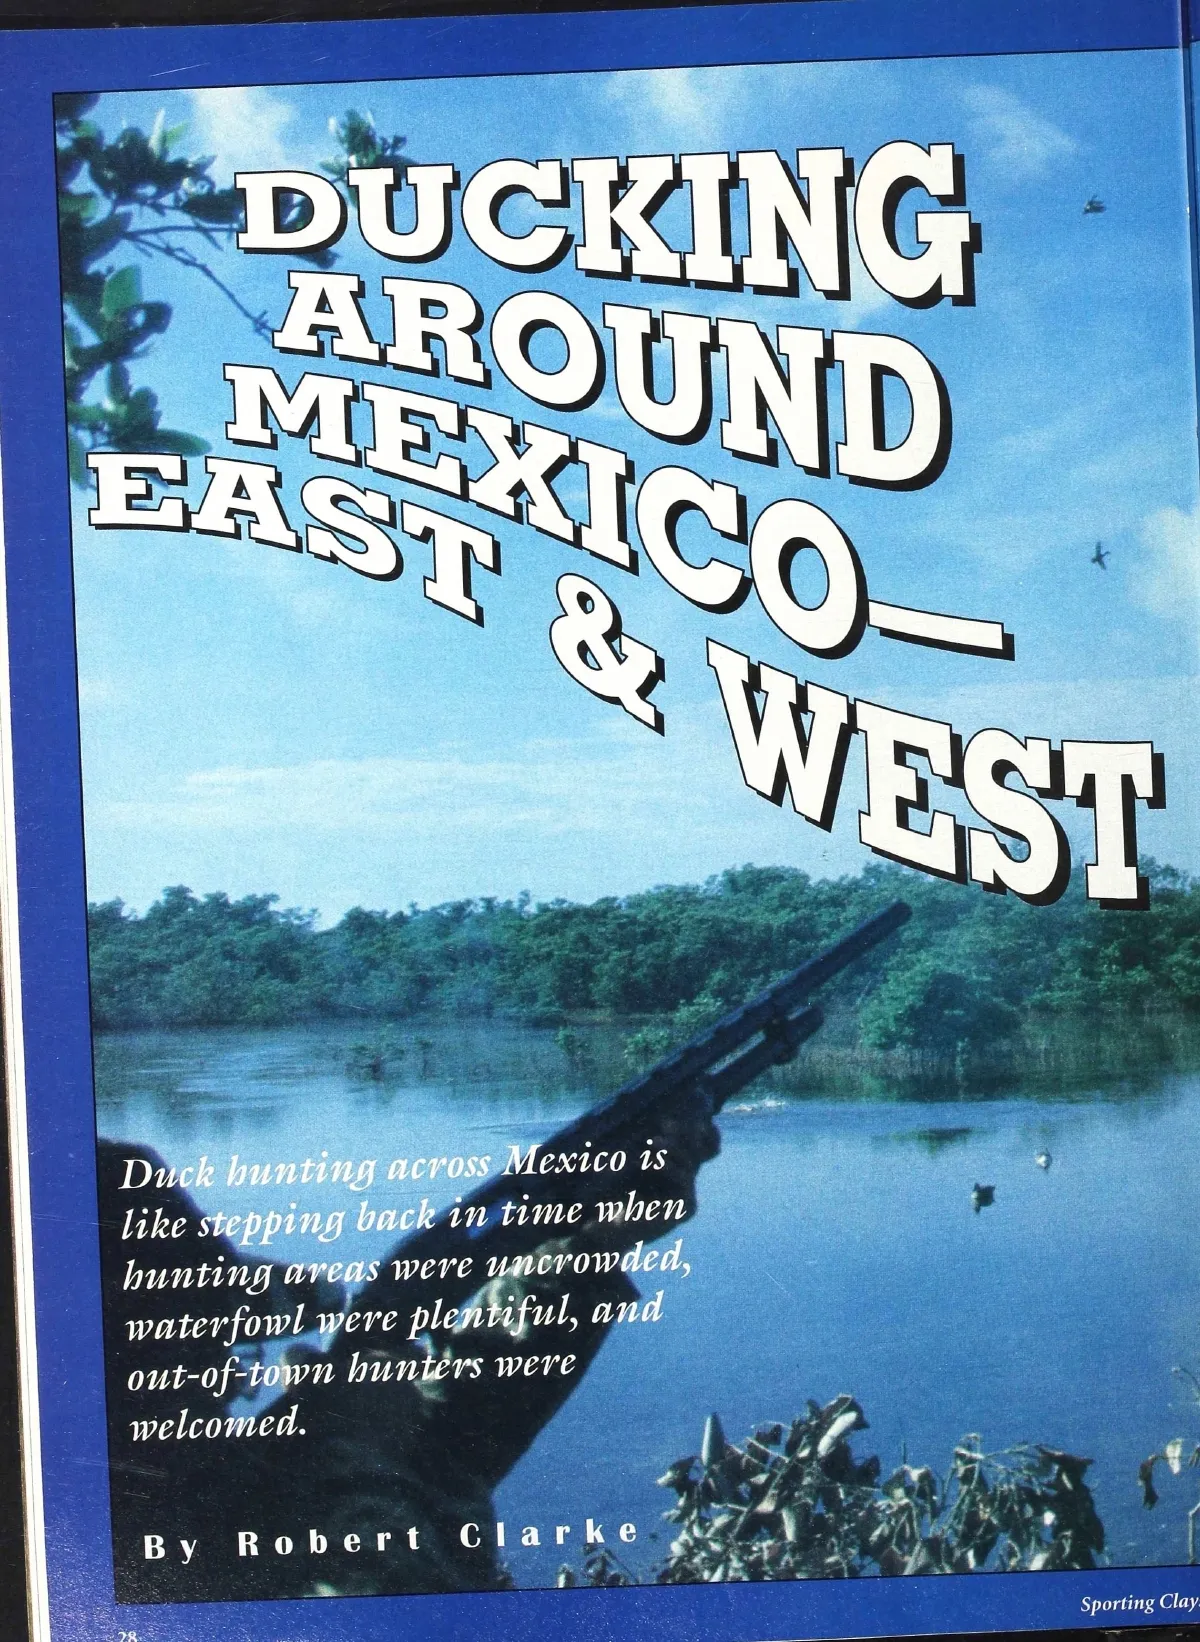 DUCKING
AROUND
MEXICO—
EAST & WEST
Duck hunting across Mexico is
like stepping back in time when
hunting areas were uncrowded,
waterfowl were plentiful, and
out-of-town hunters were
welcomed.
By Robert Clarke
Sporting Clay
28